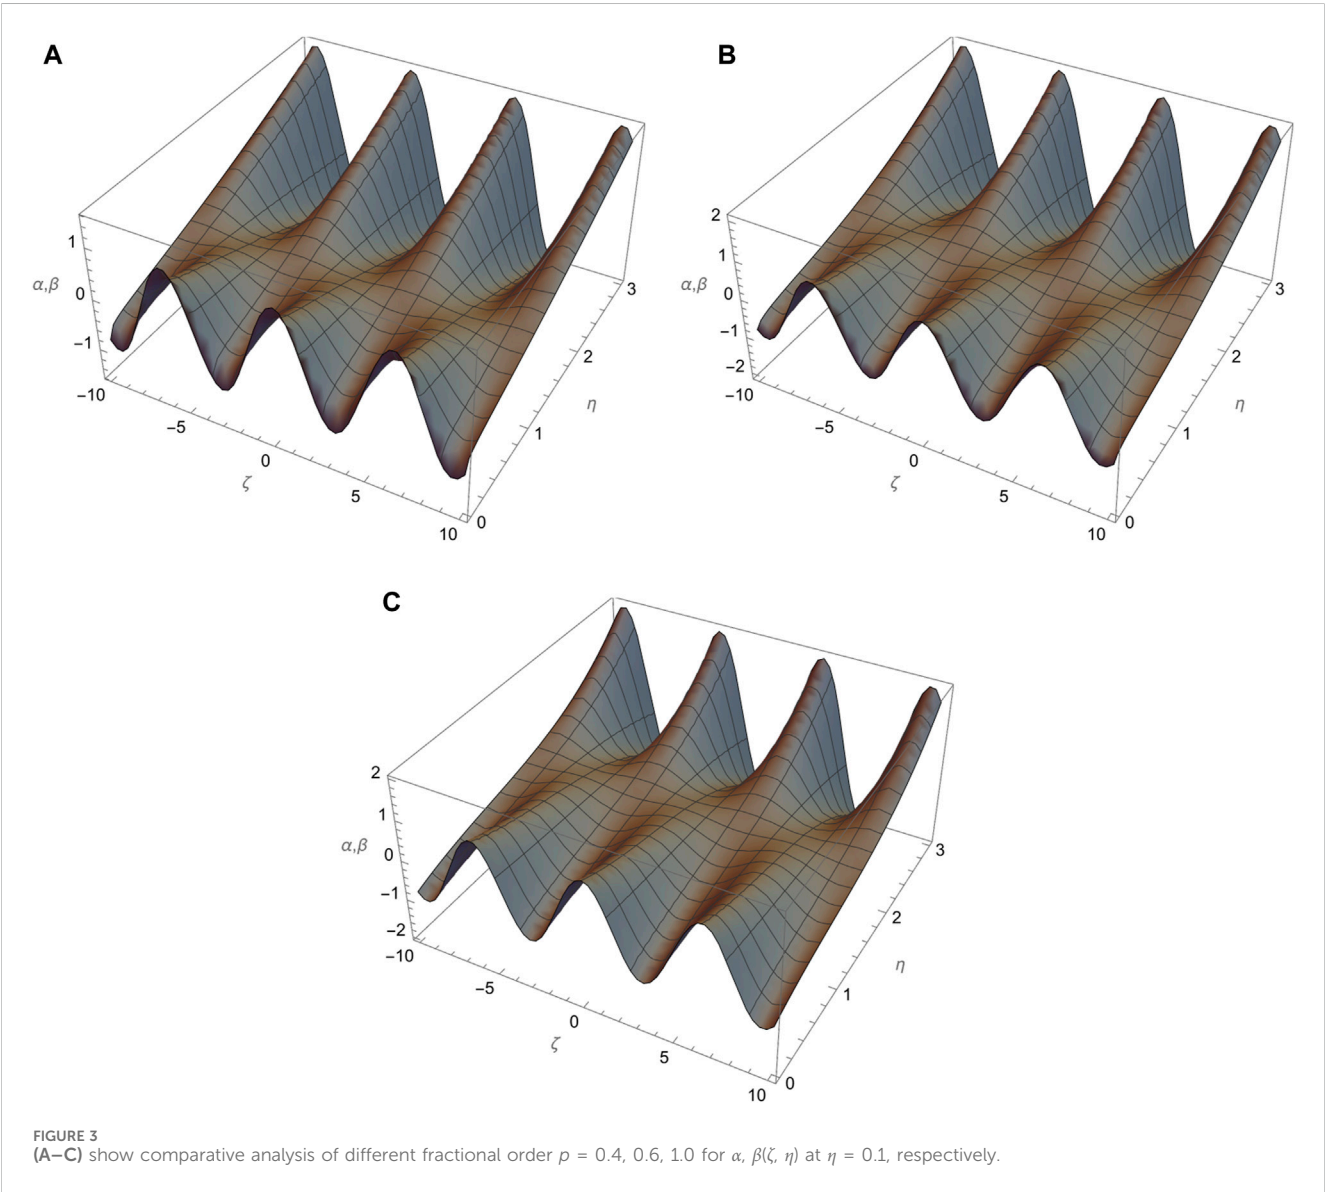 A
1
0
−1
α,β
−10
−5
0
5
10
ζ
0
1
2
3
η
B
2
1
0
−1
−2
α,β
−10
−5
0
5
10
ζ
0
1
2
3
η
C
2
1
0
−1
−2
α,β
−10
−5
0
5
10
ζ
0
1
2
3
η
FIGURE 3
(A–C) show comparative analysis of different fractional order p = 0.4, 0.6, 1.0 for α, β(ζ, η) at η = 0.1, respectively.